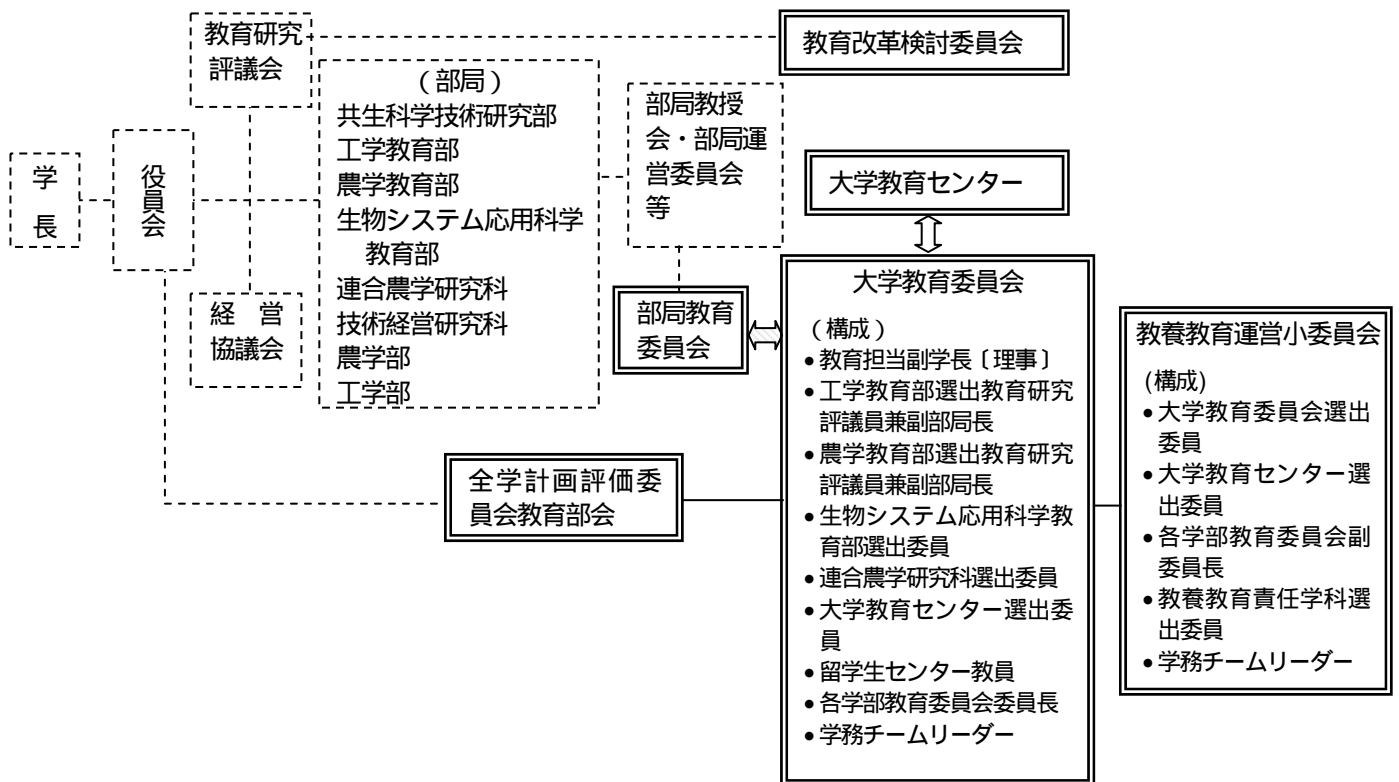 教育研究
評議会
教育改革検討委員会
(部局)
共生科学技術研究部
工学教育部
農学教育部
生物システム応用科学
教育部
連合農学研究科
技術経営研究科
農学部
工学部
部局教授
会・部局運
営委員会
等
学
長
役員会
大学教育センター
経 営
協議会
部局教育
委員会
大学教育委員会
(構成)
●教育担当副学長〔理事〕
●工学教育部選出教育研究
評議員兼副部局長
●農学教育部選出教育研究
評議員兼副部局長
●生物システム応用科学教
育部選出委員
●連合農学研究科選出委員
●大学教育センター選出委
員
●留学生センター教員
●各学部教育委員会委員長
●学務チームリーダー
教養教育運営小委員会
(構成)
●大学教育委員会選出
委員
●大学教育センター選
出委員
●各学部教育委員会副
委員長
●教養教育責任学科選
出委員
●学務チームリーダー
全学計画評価委
員会教育部会